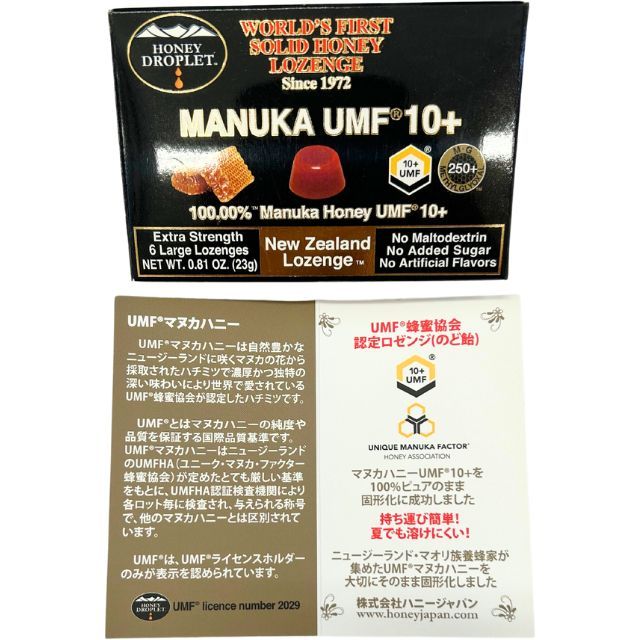 HONEY
DROPLET™
WORLD'S FIRST
SOLID HONEY
LOZENGE
Since 1972
MANUKA UMF® 10+
10+
UMF
®
M-G
250+
METHYLGLYOXAL
100.00%™ Manuka Honey UMF® 10+
Extra Strength
6 Large Lozenges
NET WT. 0.81 OZ. (23g)
New Zealand
Lozenge™
No Maltodextrin
No Added Sugar
No Artificial Flavors
UMF®マヌカハニー
UMF®マヌカハニーは自然豊かな
ニュージーランドに咲くマヌカの花から
採取されたハチミツで濃厚かつ独特の
深い味わいにより世界で愛されている
UMF®蜂蜜協会が認定したハチミツです。
UMF®とはマヌカハニーの純度や
品質を保証する国際品質基準です。
UMF®マヌカハニーはニュージーランド
のUMFHA(ユニーク・マヌカ・ファクター
蜂蜜協会)が定めたとても厳しい基準
をもとに、UMFHA認証検査機関により
各ロット毎に検査され、与えられる称号
で、他のマヌカハニーとは区別されて
います。
UMF®は、UMF®ライセンスホルダー
のみが表示を認められています。
HONEY
DROPLET
UMF® licence number 2029
UMF®蜂蜜協会
認定ロゼンジ(のど飴)
10+
UMF
®
UNIQUE MANUKA FACTOR®
HONEY ASSOCIATION
マヌカハニーUMF®10+を
100%ピュアのまま
固形化に成功しました
持ち運び簡単!
夏でも溶けにくい!
ニュージーランド・マオリ族養蜂家が
集めたUMF®マヌカハニーを
大切にそのまま固形化しました
株式会社ハニージャパン
www.honeyjapan.com